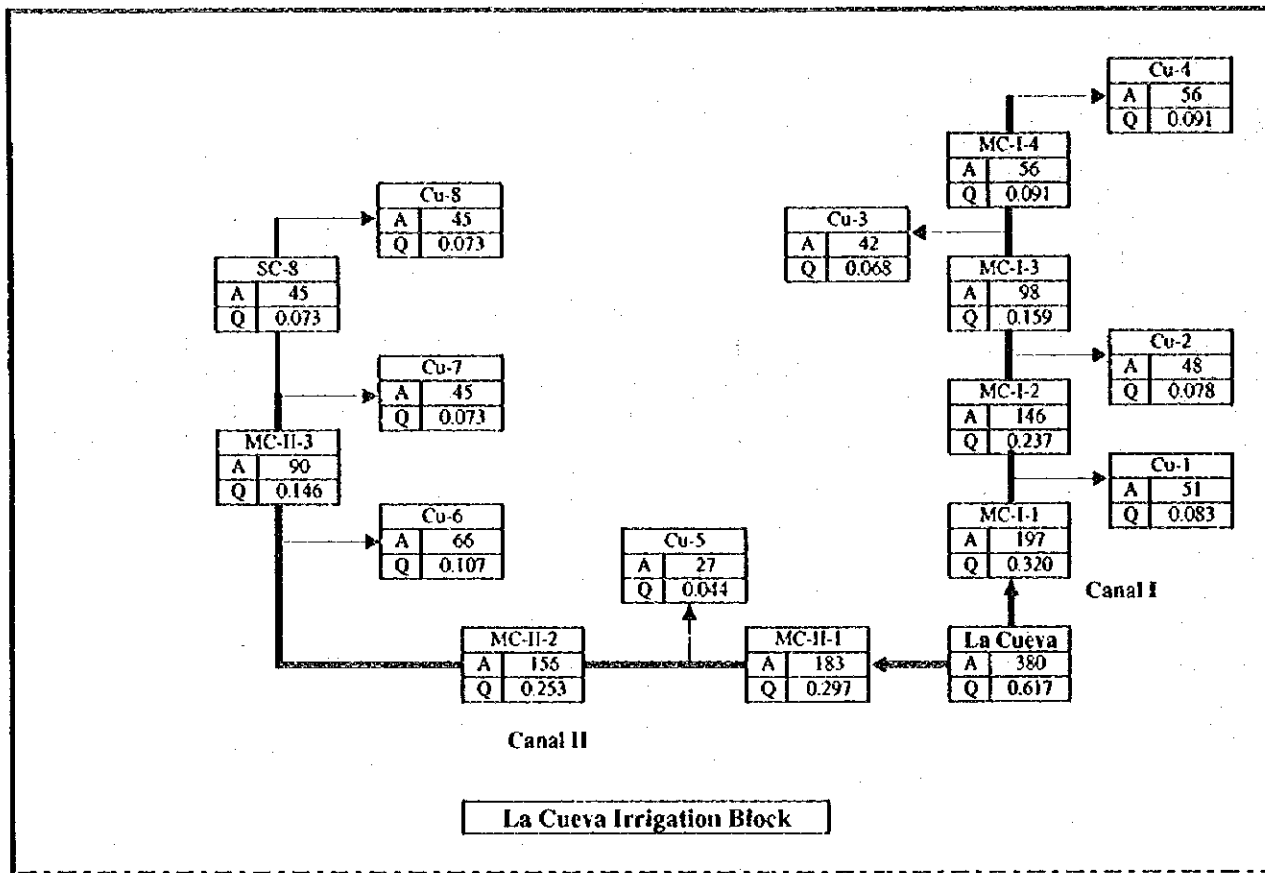 Cu-4
A 56
Q 0.091
MC-I-4
A 56
Q 0.091
Cu-8
A 45
Q 0.073
Cu-3
A 42
Q 0.068
SC-8
A 45
Q 0.073
MC-I-3
A 98
Q 0.159
Cu-2
A 48
Q 0.078
Cu-7
A 45
Q 0.073
MC-I-2
A 146
Q 0.237
MC-II-3
A 90
Q 0.146
Cu-1
A 51
Q 0.083
Cu-6
A 66
Q 0.107
MC-I-1
A 197
Q 0.320
Cu-5
A 27
Q 0.044
Canal I
MC-II-2
A 156
Q 0.253
MC-II-1
A 183
Q 0.297
La Cueva
A 380
Q 0.617
Canal II
La Cueva Irrigation Block